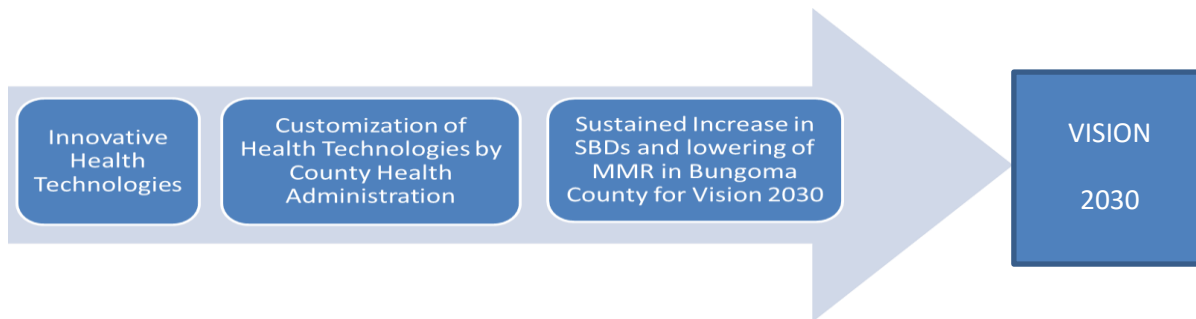 Innovative
Health
Technologies
Customization of
Health Technologies by
County Health
Administration
Sustained Increase in
SBDs and lowering of
MMR in Bungoma
County for Vision 2030
VISION
2030